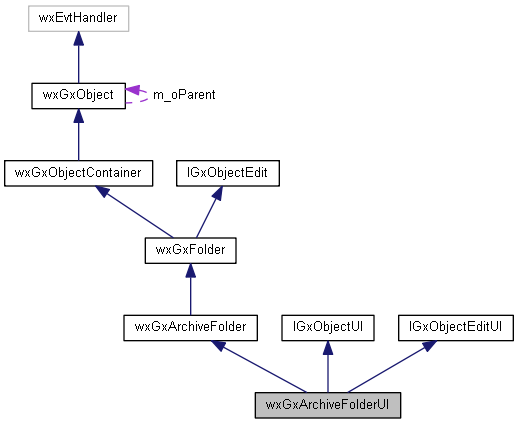 wxEvtHandler
wxGxObject
m_oParent
wxGxObjectContainer
IGxObjectEdit
wxGxFolder
wxGxArchiveFolder
IGxObjectUI
IGxObjectEditUI
wxGxArchiveFolderUI